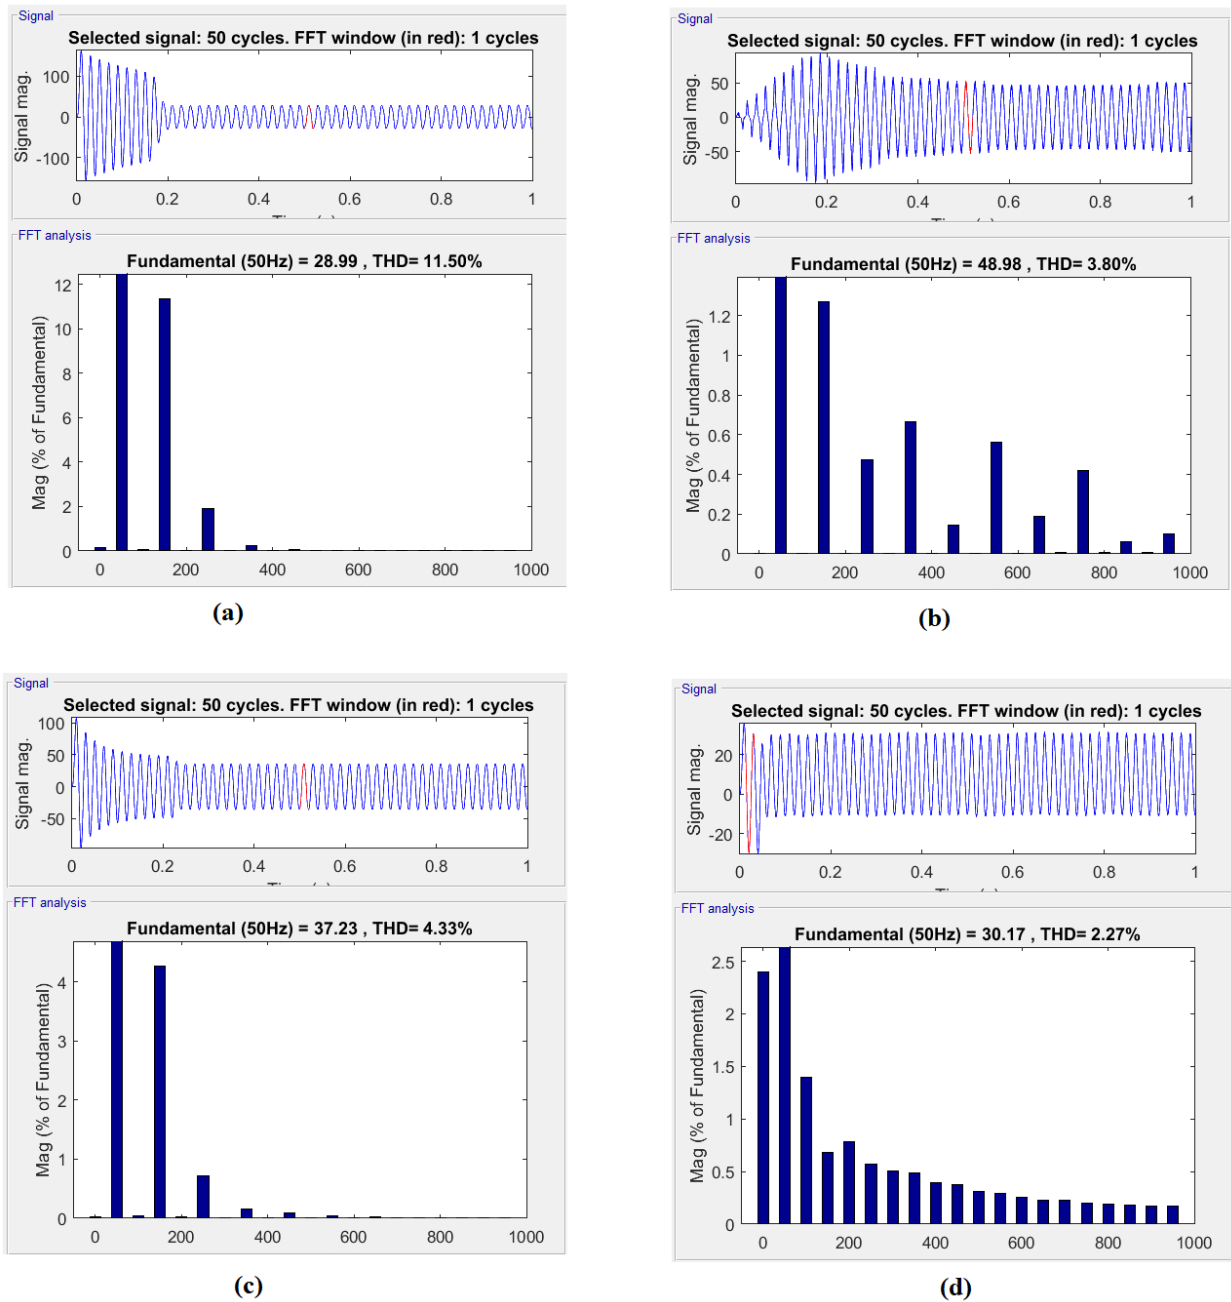 Signal
Selected signal: 50 cycles. FFT window (in red): 1 cycles
Signal mag.
100
0
-100
0 0.2 0.4 0.6 0.8 1
FFT analysis
Fundamental (50Hz) = 28.99 , THD= 11.50%
Mag (% of Fundamental)
12
10
8
6
4
2
0
0 200 400 600 800 1000
(a)
Signal
Selected signal: 50 cycles. FFT window (in red): 1 cycles
Signal mag.
50
0
-50
0 0.2 0.4 0.6 0.8 1
FFT analysis
Fundamental (50Hz) = 48.98 , THD= 3.80%
Mag (% of Fundamental)
1.2
1
0.8
0.6
0.4
0.2
0
0 200 400 600 800 1000
(b)
Signal
Selected signal: 50 cycles. FFT window (in red): 1 cycles
Signal mag.
100
50
0
-50
0 0.2 0.4 0.6 0.8 1
FFT analysis
Fundamental (50Hz) = 37.23 , THD= 4.33%
Mag (% of Fundamental)
4
3
2
1
0
0 200 400 600 800 1000
(c)
Signal
Selected signal: 50 cycles. FFT window (in red): 1 cycles
Signal mag.
20
0
-20
0 0.2 0.4 0.6 0.8 1
FFT analysis
Fundamental (50Hz) = 30.17 , THD= 2.27%
Mag (% of Fundamental)
2.5
2
1.5
1
0.5
0
0 200 400 600 800 1000
(d)